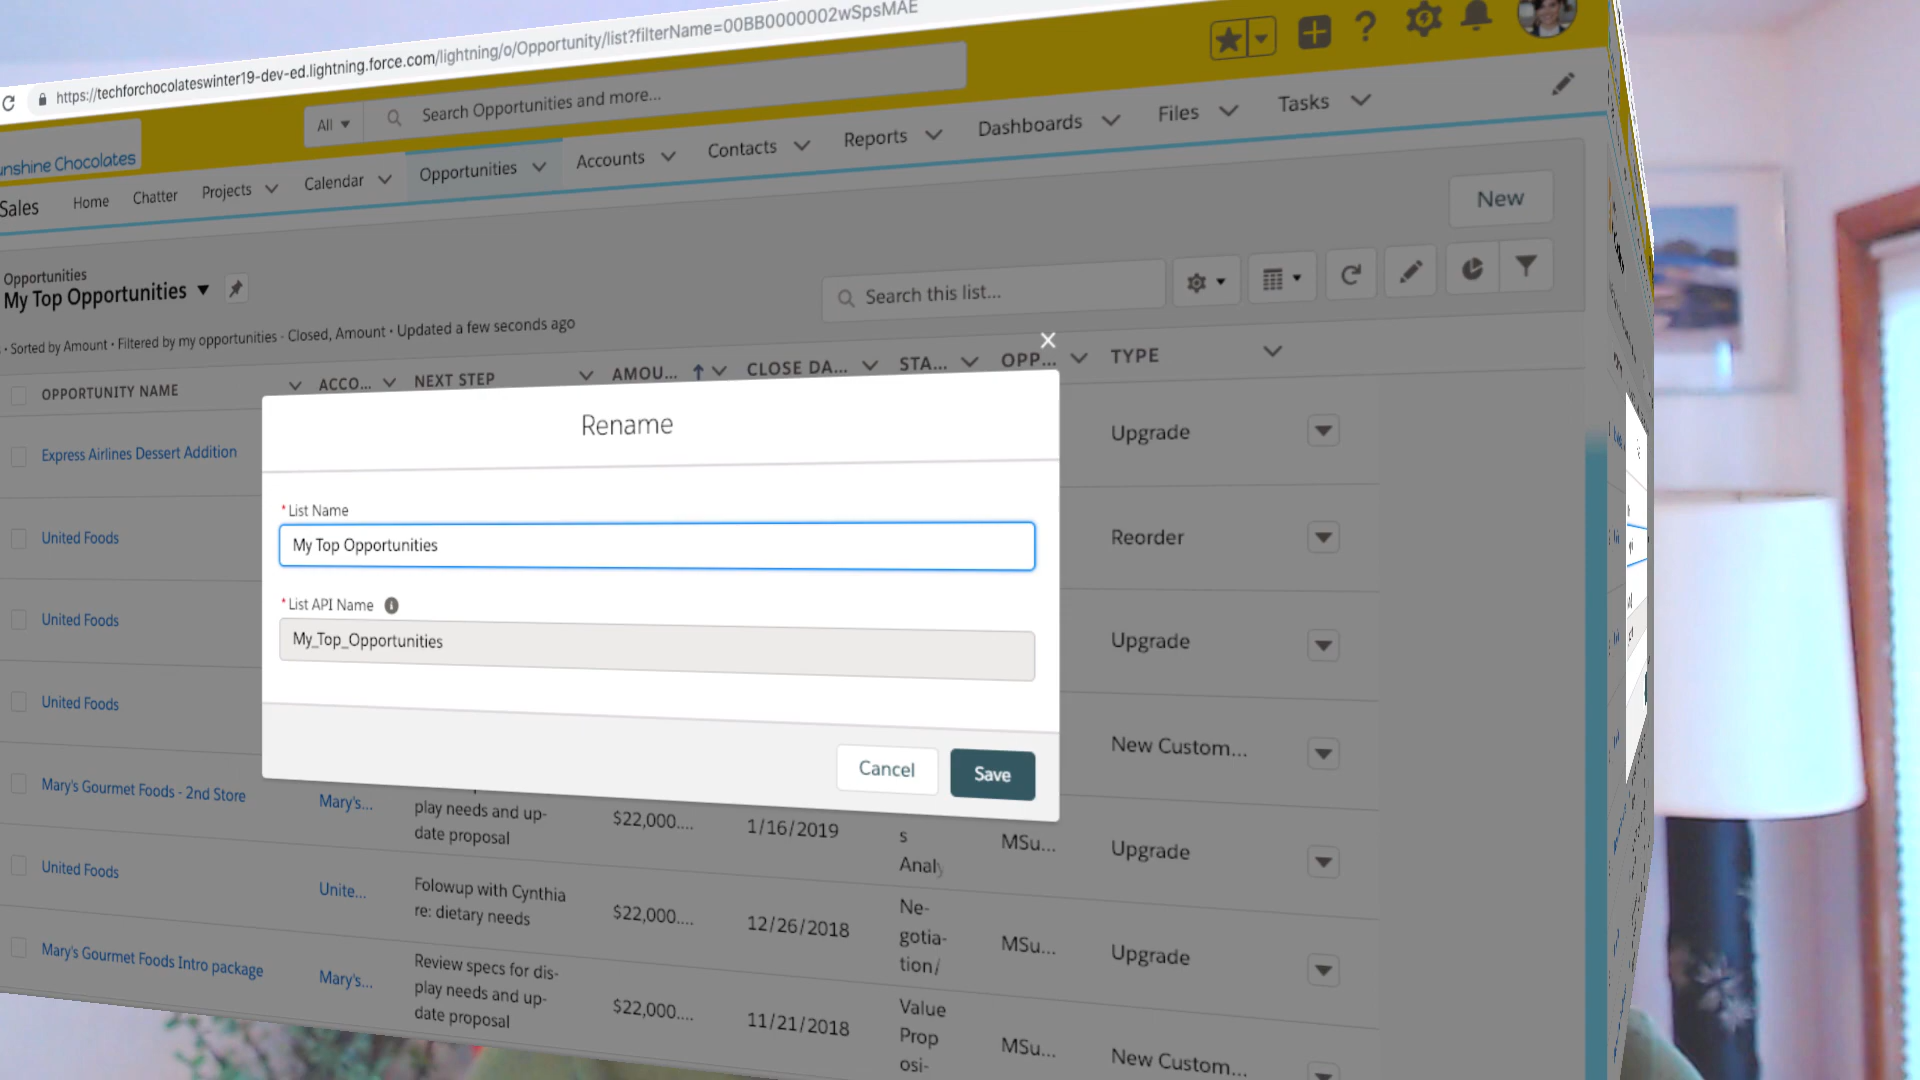 https://techforchocolateswinter19-dev-ed.lightning.force.com/lightning/o/Opportunity/list?filterName=00BB0000002wSpsMAE
All
Search Opportunities and more...
Sunshine Chocolates
Sales
Home
Chatter
Projects
Calendar
Opportunities
Accounts
Contacts
Reports
Dashboards
Files
Tasks
New
Opportunities
My Top Opportunities
• Sorted by Amount • Filtered by my opportunities - Closed, Amount • Updated a few seconds ago
Search this list...
OPPORTUNITY NAME
ACCO...
NEXT STEP
AMOU...
CLOSE DA...
STA...
OPP...
TYPE
Rename
*List Name
My Top Opportunities
*List API Name
My_Top_Opportunities
Cancel
Save
Express Airlines Dessert Addition
Upgrade
United Foods
Reorder
United Foods
Upgrade
United Foods
New Custom...
Mary's Gourmet Foods - 2nd Store
Mary's...
play needs and up-
date proposal
$22,000....
1/16/2019
s
Analy
MSu...
Upgrade
United Foods
Unite...
Folowup with Cynthia
re: dietary needs
$22,000....
12/26/2018
Ne-
gotia-
tion/
MSu...
Upgrade
Mary's Gourmet Foods Intro package
Mary's...
Review specs for dis-
play needs and up-
date proposal
$22,000....
11/21/2018
Value
Prop
osi-
MSu...
New Custom...